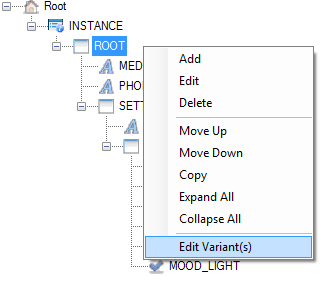 Root
INSTANCE
ROOT
Add
MED
Edit
PHO
Delete
SETT
Move Up
Move Down
Copy
Expand All
Collapse All
Edit Variant(s)
MOOD_LIGHT